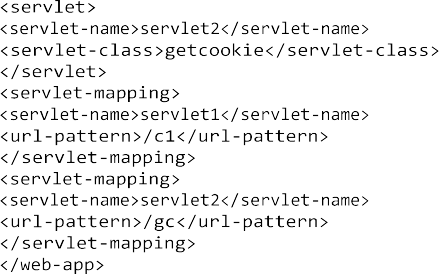 <servlet>
<servlet-name>servlet2</servlet-name>
<servlet-class>getcookie</servlet-class>
</servlet>
<servlet-mapping>
<servlet-name>servlet1</servlet-name>
<url-pattern>/c1</url-pattern>
</servlet-mapping>
<servlet-mapping>
<servlet-name>servlet2</servlet-name>
<url-pattern>/gc</url-pattern>
</servlet-mapping>
</web-app>